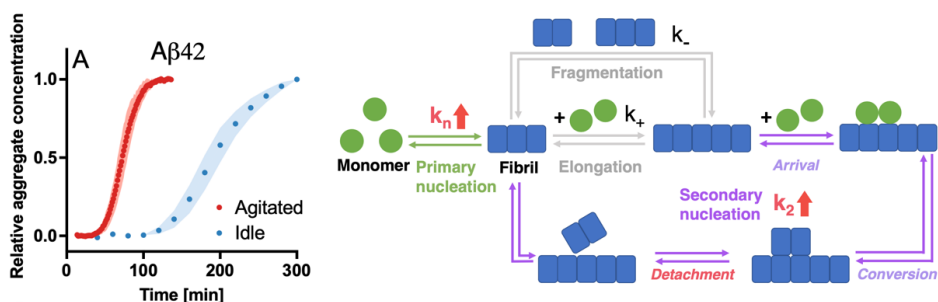 A
Aβ42
Relative aggregate concentration
1.0
0.5
0.0
0
100
200
300
Time [min]
Agitated
Idle
k-
Fragmentation
Monomer
kn
Primary
nucleation
Fibril
+
k+
Elongation
+
Arrival
Secondary
nucleation
k2
Detachment
Conversion